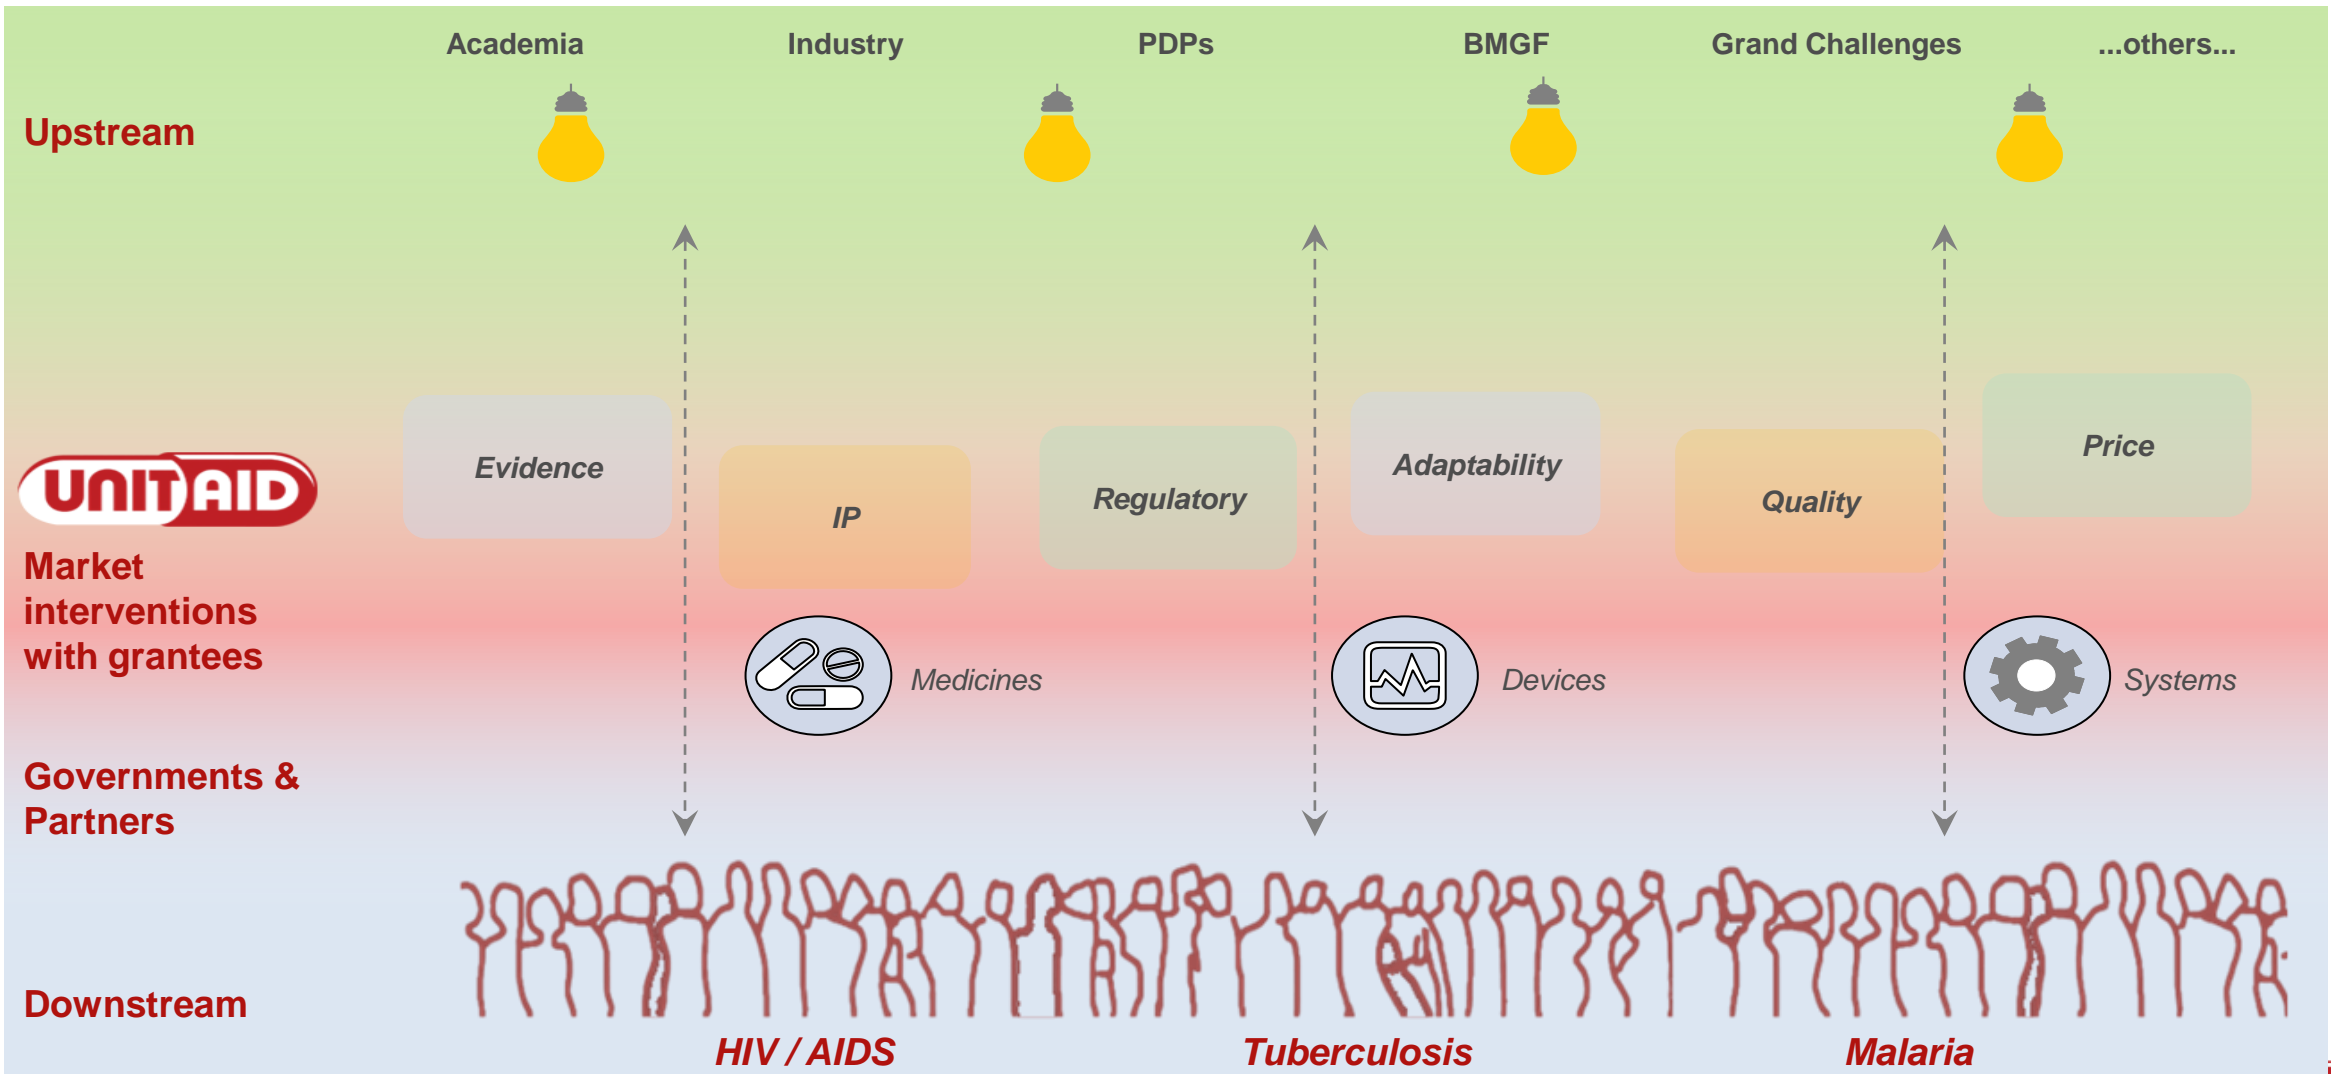 Academia
Industry
PDPs
BMGF
Grand Challenges
...others...
Upstream
Evidence
IP
Regulatory
Adaptability
Quality
Price
UNITAID
Market
interventions
with grantees
Medicines
Devices
Systems
Governments &
Partners
Downstream
HIV / AIDS
Tuberculosis
Malaria